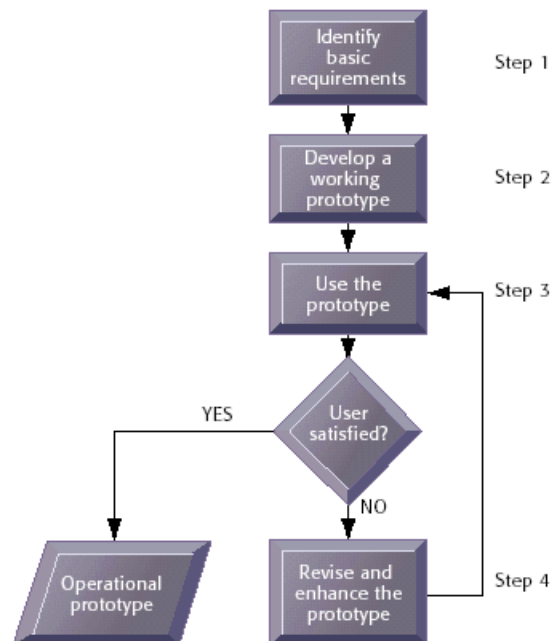 Identify
basic
requirements
Step 1
Develop a
working
prototype
Step 2
Use the
prototype
Step 3
User
satisfied?
YES
NO
Operational
prototype
Revise and
enhance the
prototype
Step 4